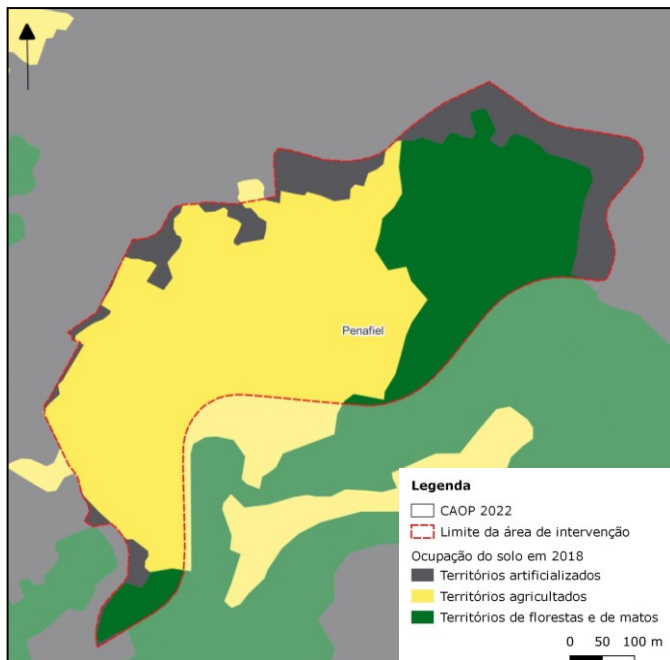 Penafiel
Legenda
CAOP 2022
Limite da área de intervenção
Ocupação do solo em 2018
Territórios artificializados
Territórios agricultados
Territórios de florestas e de matos
0 50 100 m